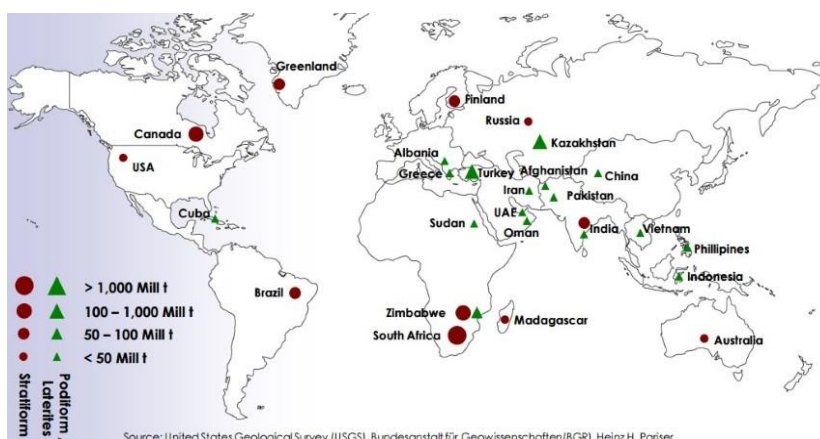 Greenland
Finland
Russia
Canada
Kazakhstan
USA
Albania
Afghanistan
China
Greece
Turkey
Iran
Pakistan
Cuba
UAE
Sudan
Oman
India
Vietnam
Phillipines
Indonesia
Brazil
Zimbabwe
Madagascar
South Africa
Australia
> 1,000 Mill t
100 – 1,000 Mill t
50 – 100 Mill t
< 50 Mill t
Stratiform
Podiform
Laterites
Source: United States Geological Survey (USGS), Bundesanstalt für Geowissenschaften (BGR), Heinz H. Pariser